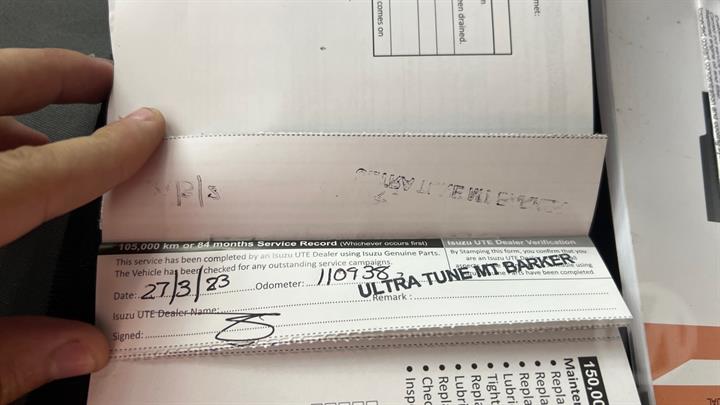 met:
en drained.
comes on
n
105,000 km or 84 months Service Record (Whichever occurs first)
Isuzu UTE Dealer Verification
This service has been completed by an Isuzu UTE Dealer using Isuzu Genuine Parts.
The Vehicle has been checked for any outstanding service campaigns.
By Stamping this form, you confirm that you
are an Isuzu UTE
using
have been completed.
Date: 27/3/23 Odometer: 110938
ULTRA TUNE MT BARKER
Remark :
Isuzu UTE Dealer Name:
Signed:
150,00
Mainte
• Repla
• Repla
• Repla
• Lubri
• Tight
• Repla
• Lubri
• Repl
• Chec
• Insp